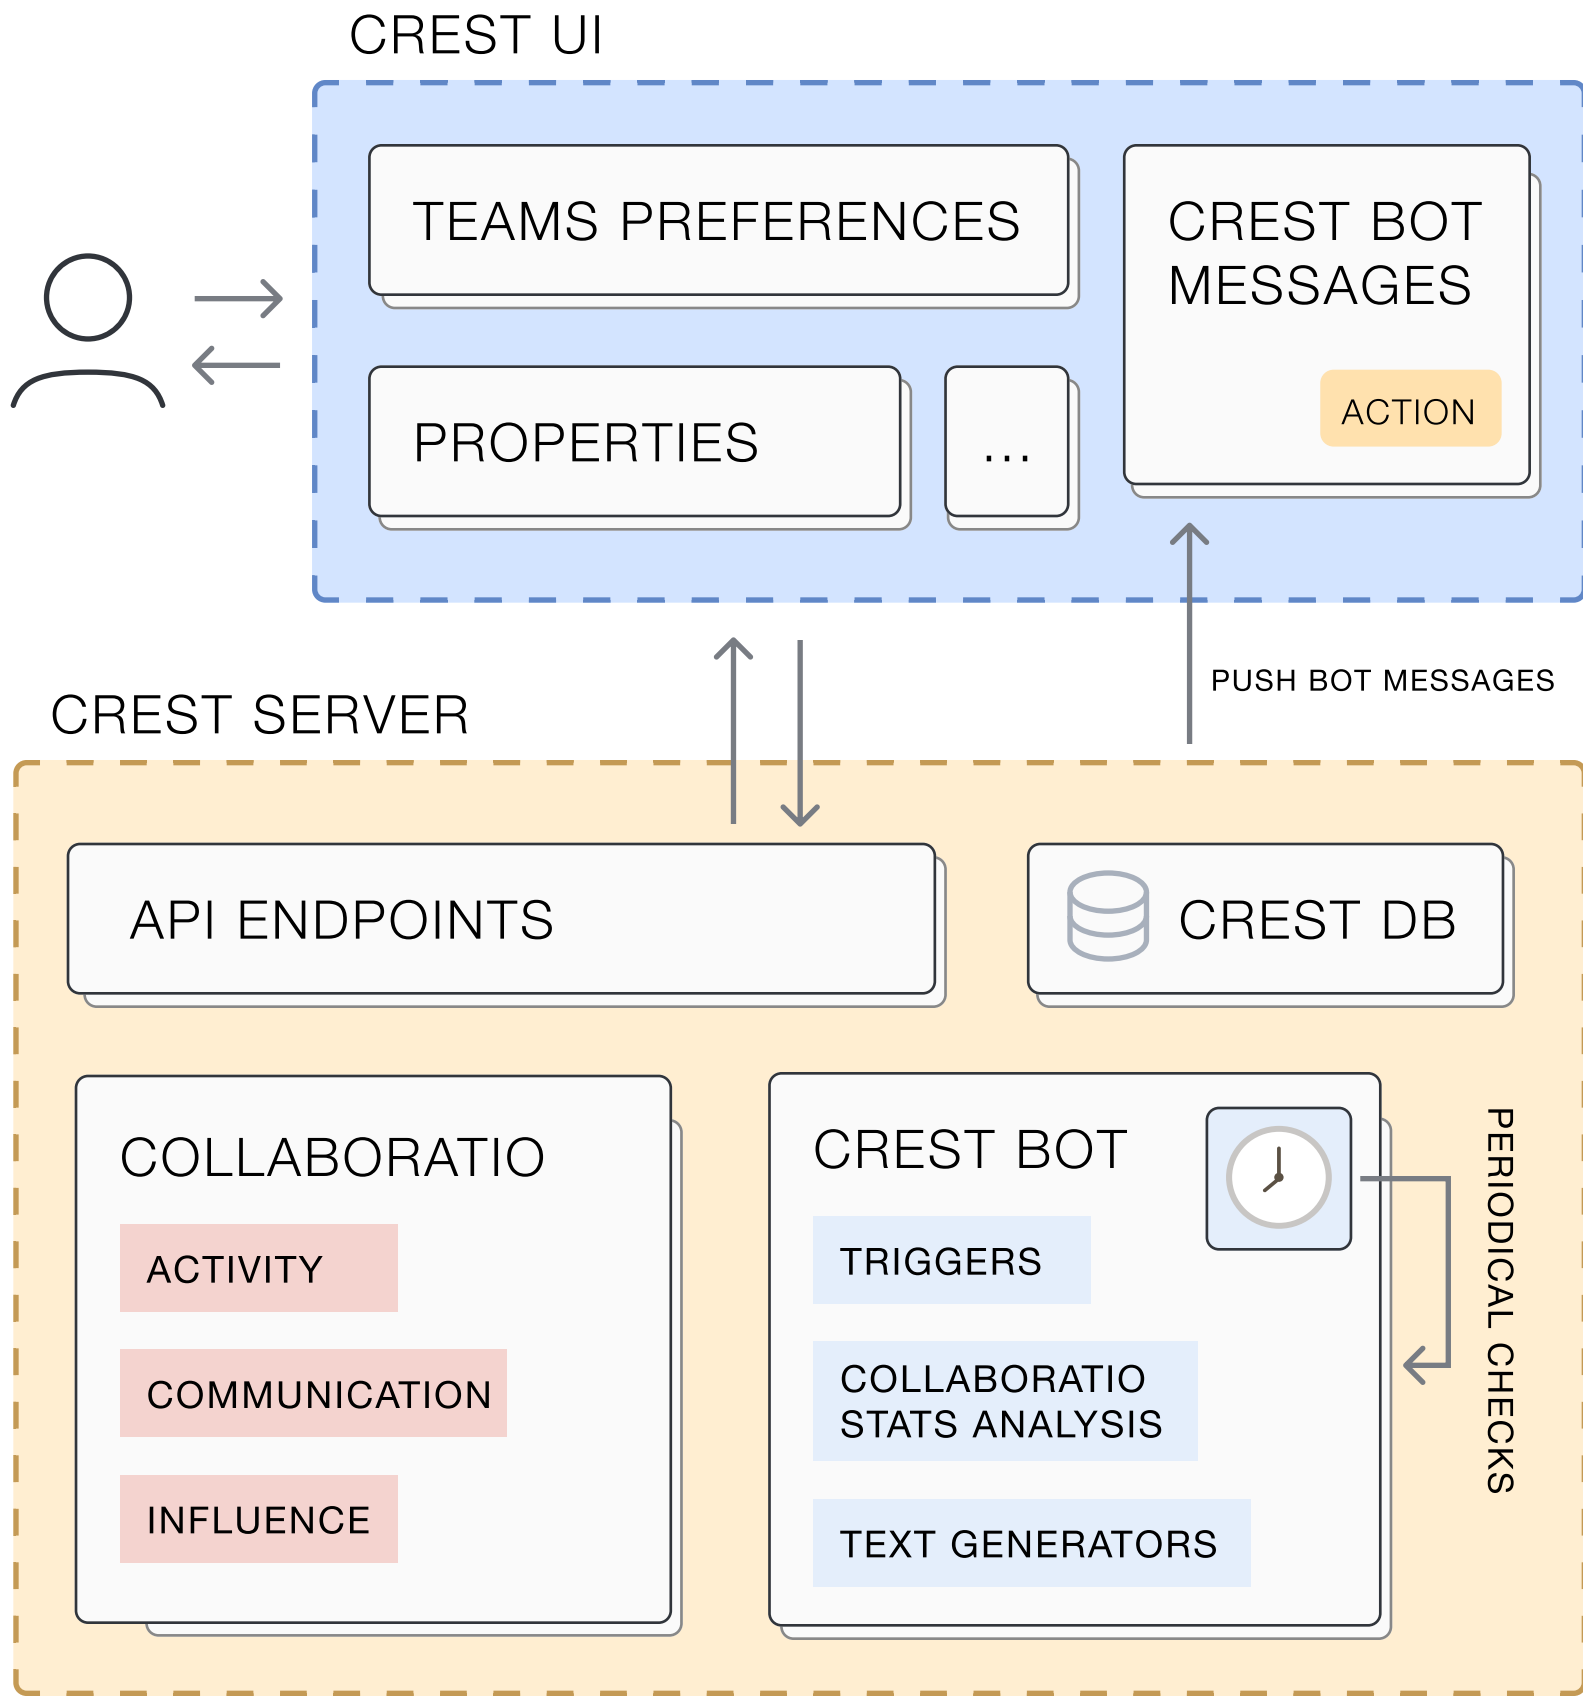 CREST UI
TEAMS PREFERENCES
CREST BOT
MESSAGES
ACTION
PROPERTIES
...
PUSH BOT MESSAGES
CREST SERVER
API ENDPOINTS
CREST DB
COLLABORATIO
ACTIVITY
COMMUNICATION
INFLUENCE
CREST BOT
TRIGGERS
COLLABORATIO
STATS ANALYSIS
TEXT GENERATORS
PERIODICAL CHECKS